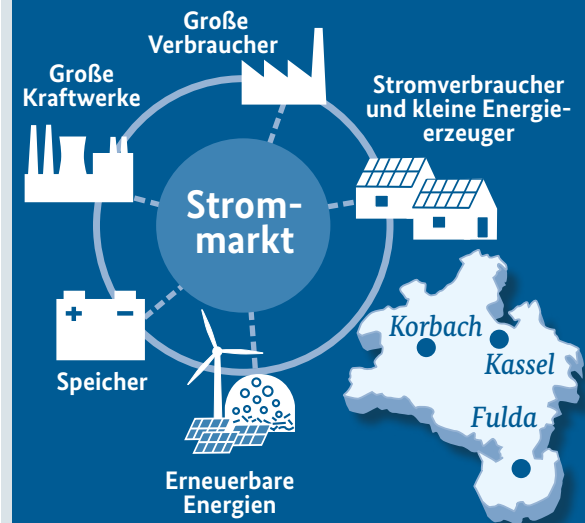 Große
Verbraucher
Große
Kraftwerke
Stromverbraucher
und kleine Energie-
erzeuger
Strom-
markt
+ −
Speicher
Erneuerbare
Energien
Korbach
Kassel
Fulda